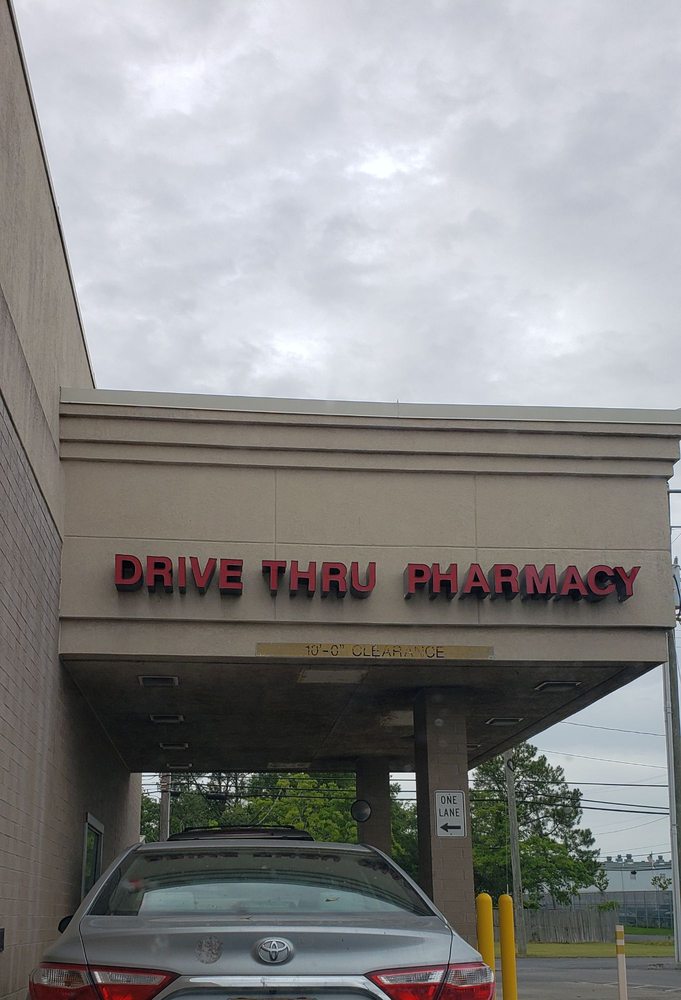 DRIVE THRU PHARMACY
10'-0" CLEARANCE
ONE
LANE